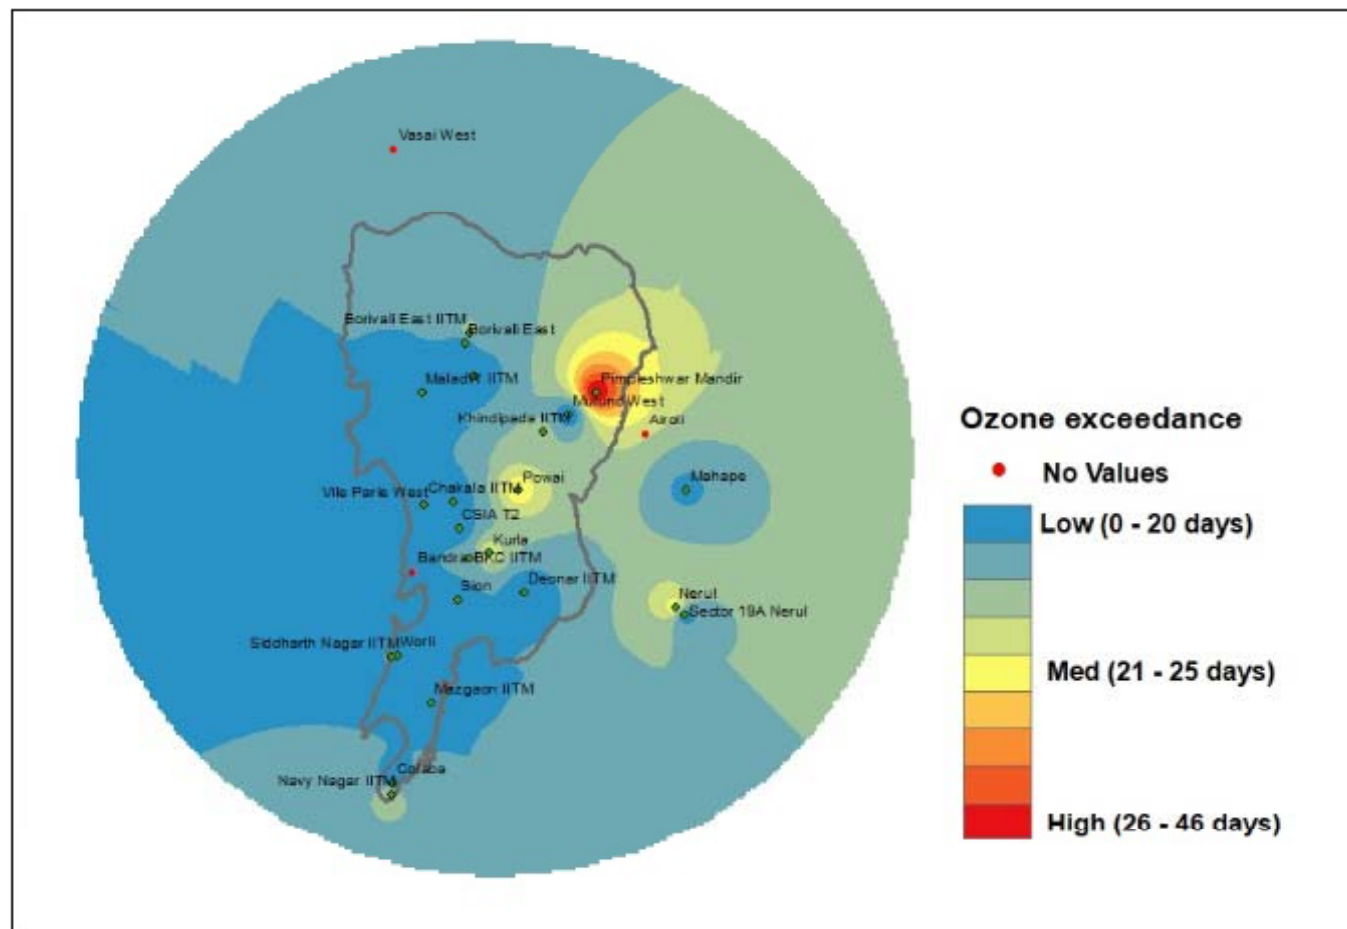 Vasai West
Borivali East IITM
Borivali East
Malad W IITM
Pimpleshwar Mandir
Mulund West
Khindipada IITM
Airoli
Powai
Mahape
Chakala IITM
Vile Parle West
CSIA T2
Kurla
Bandra BKC IITM
Deonar IITM
Sion
Nerul
Sector 19A Nerul
Siddharth Nagar IITM Worli
Mazgaon IITM
Colaba
Navy Nagar IITM
Ozone exceedance
No Values
Low (0 - 20 days)
Med (21 - 25 days)
High (26 - 46 days)